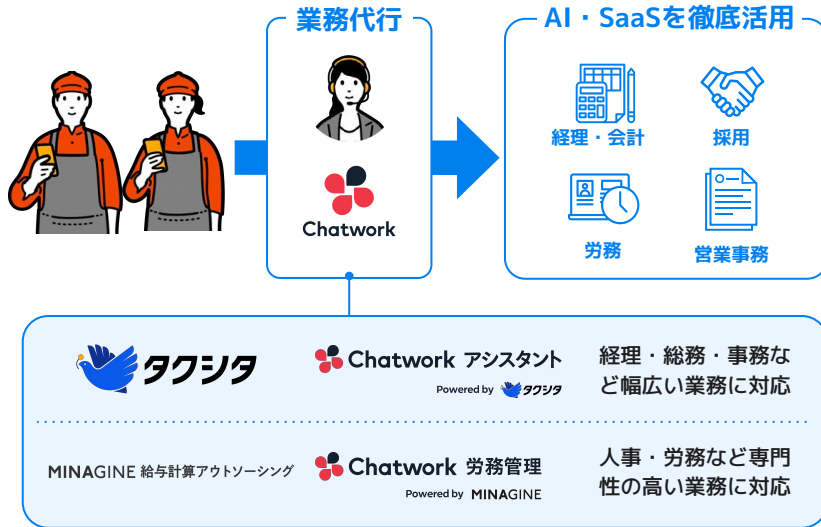 業務代行
AI・SaaSを徹底活用
Chatwork
経理・会計
採用
労務
営業事務
タクシタ
Chatwork アシスタント
Powered by タクシタ
経理・総務・事務な
ど幅広い業務に対応
MINAGINE 給与計算アウトソーシング
Chatwork 労務管理
Powered by MINAGINE
人事・労務など専門
性の高い業務に対応